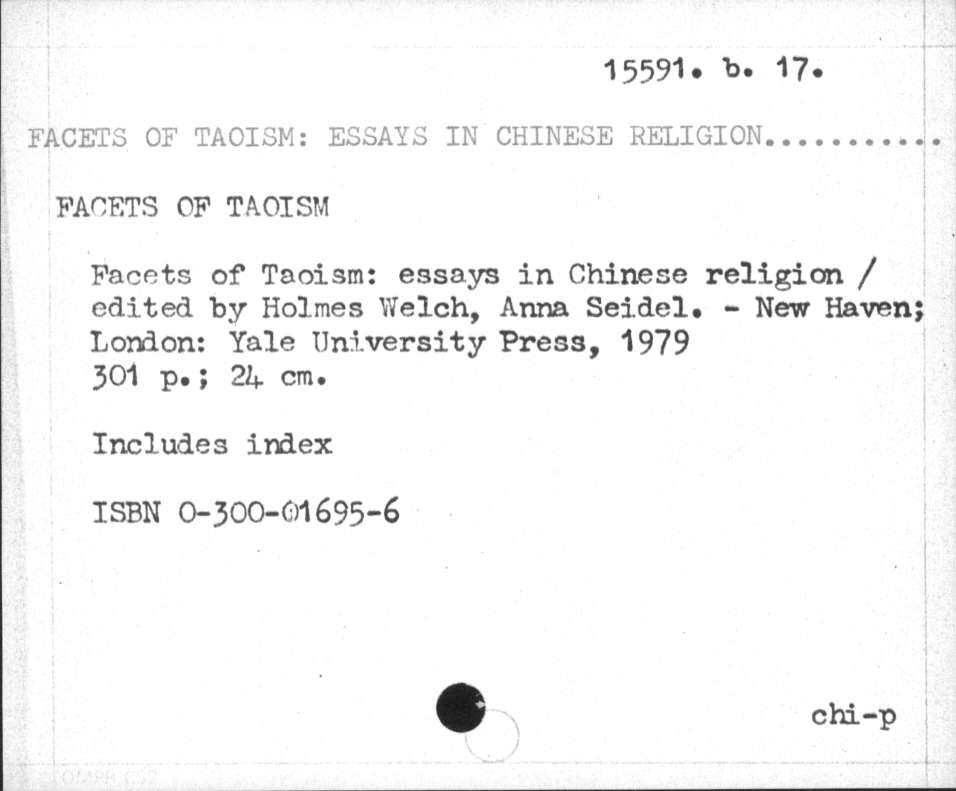 15591. b. 17.
FACETS OF TAOISM: ESSAYS IN CHINESE RELIGION...........
FACETS OF TAOISM
Facets of Taoism: essays in Chinese religion /
edited by Holmes Welch, Anna Seidel. - New Haven;
London: Yale University Press, 1979
301 p.; 24 cm.
Includes index
ISBN 0-300-01695-6
chi-p